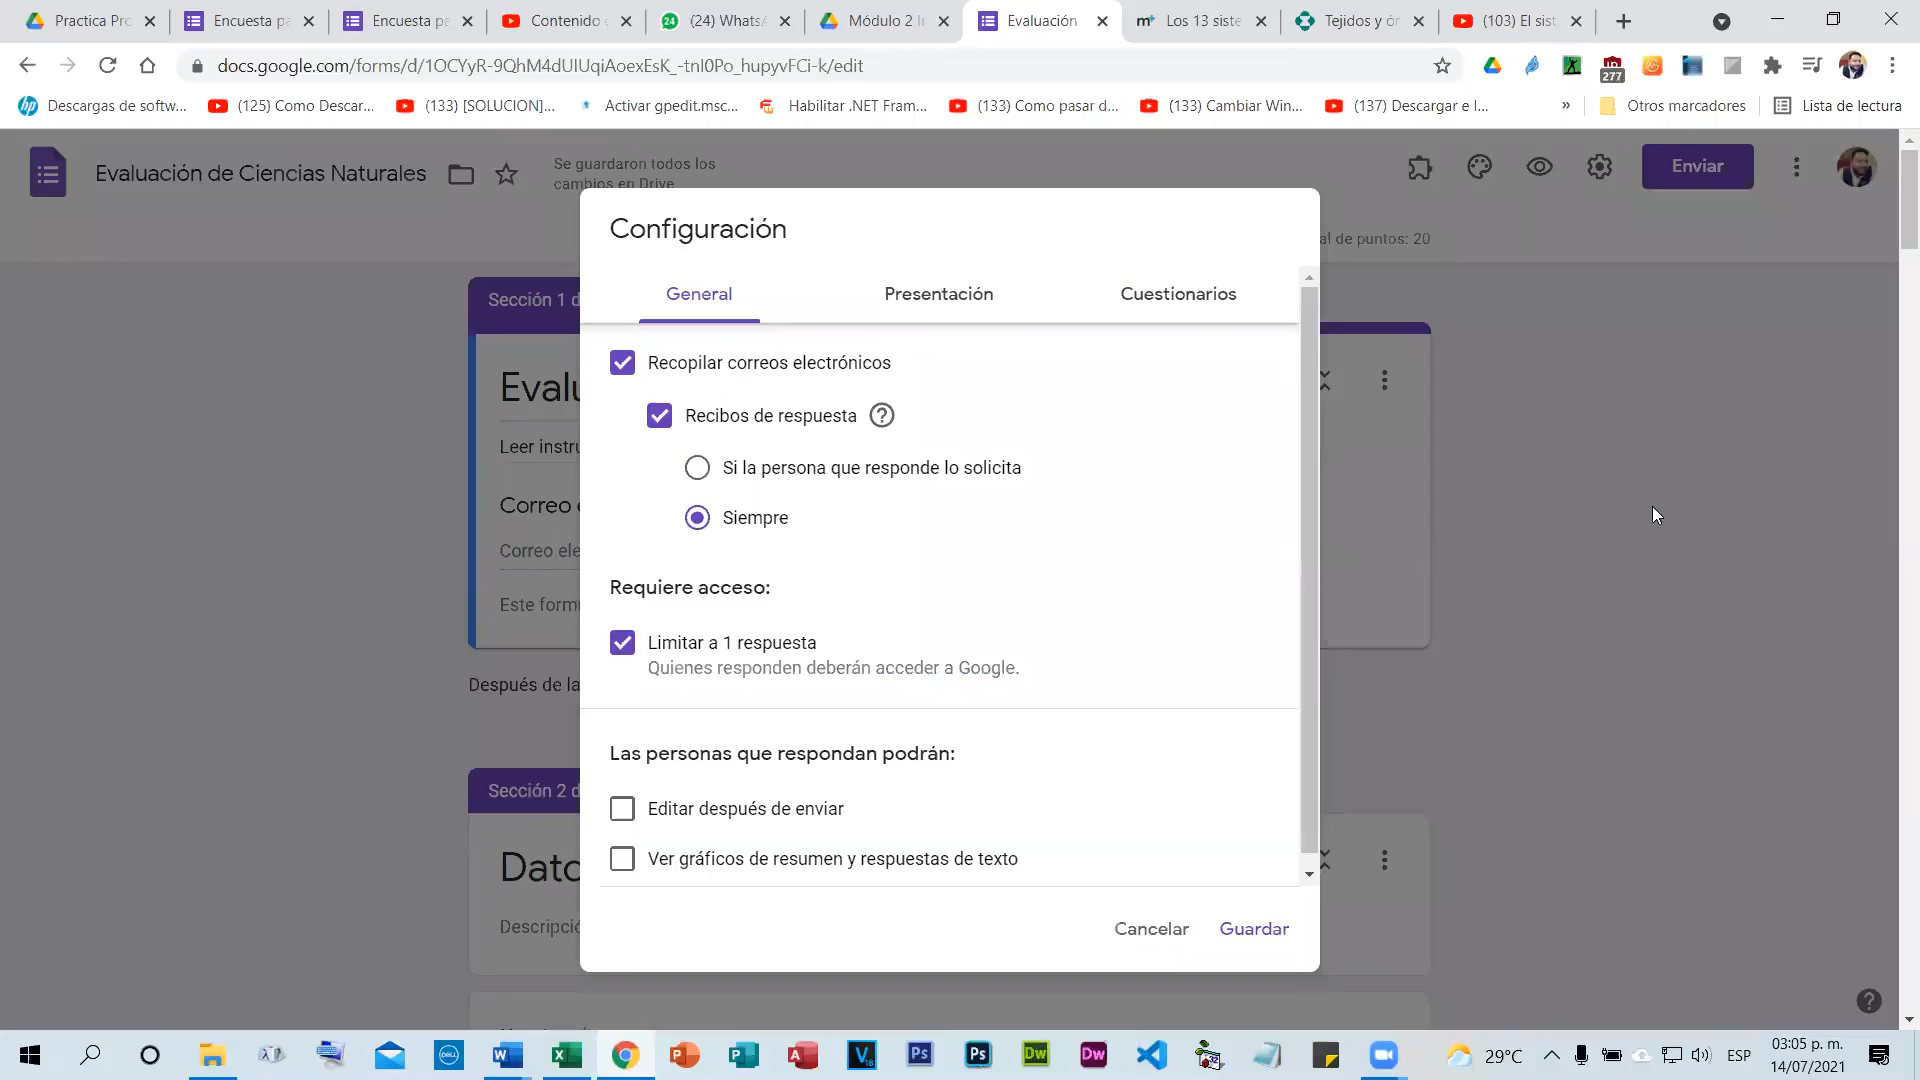 Practica Pro
Encuesta pa
Encuesta pa
Contenido
(24) WhatsA
Módulo 2 I
Evaluación
Los 13 siste
Tejidos y ór
(103) El sist
docs.google.com/forms/d/1OCYyR-9QhM4dUIUqiAoexEsK_-tnI0Po_hupyvFCi-k/edit
277
Descargas de softw...
(125) Como Descar...
(133) [SOLUCION]...
Activar gpedit.msc...
Habilitar .NET Fram...
(133) Como pasar d...
(133) Cambiar Win...
(137) Descargar e I...
»
Otros marcadores
Lista de lectura
Evaluación de Ciencias Naturales
Se guardaron todos los
cambios en Drive
Enviar
al de puntos: 20
Configuración
General
Presentación
Cuestionarios
Sección 1 d
Recopilar correos electrónicos
Evalu
Recibos de respuesta
Leer instru
Si la persona que responde lo solicita
Correo e
Siempre
Correo ele
Requiere acceso:
Este formu
Limitar a 1 respuesta
Quienes responden deberán acceder a Google.
Después de la
Las personas que respondan podrán:
Sección 2 d
Editar después de enviar
Ver gráficos de resumen y respuestas de texto
Dato
Descripció
Cancelar
Guardar
29°C
ESP
03:05 p. m.
14/07/2021